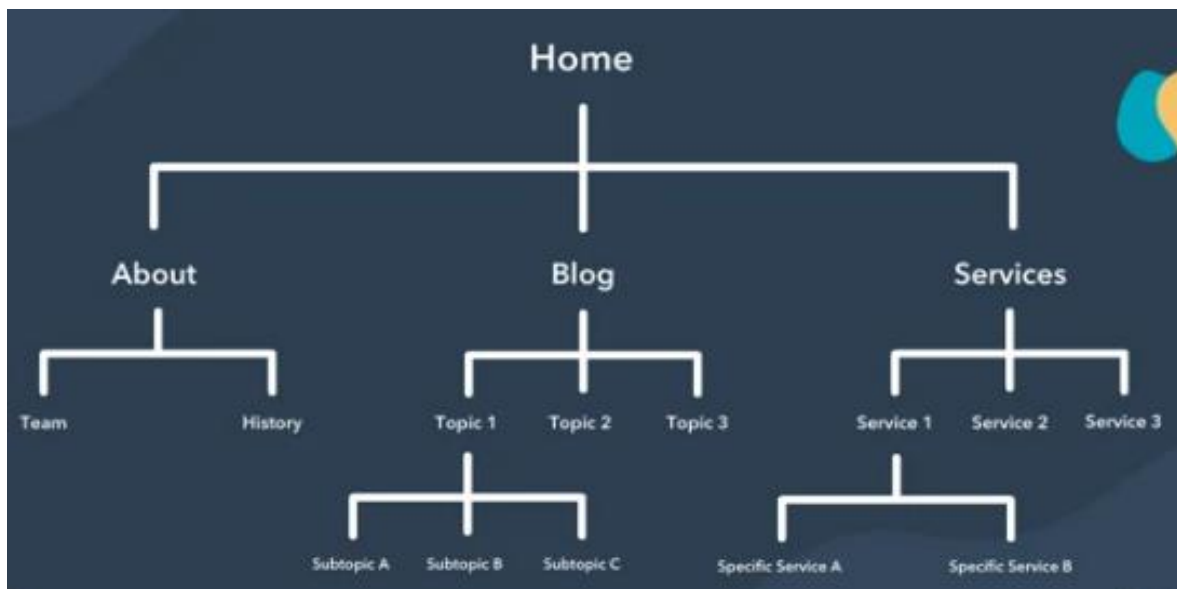 Home
About Blog Services
Team History Topic 1 Topic 2 Topic 3 Service 1 Service 2 Service 3
Subtopic A Subtopic B Subtopic C Specific Service A Specific Service B